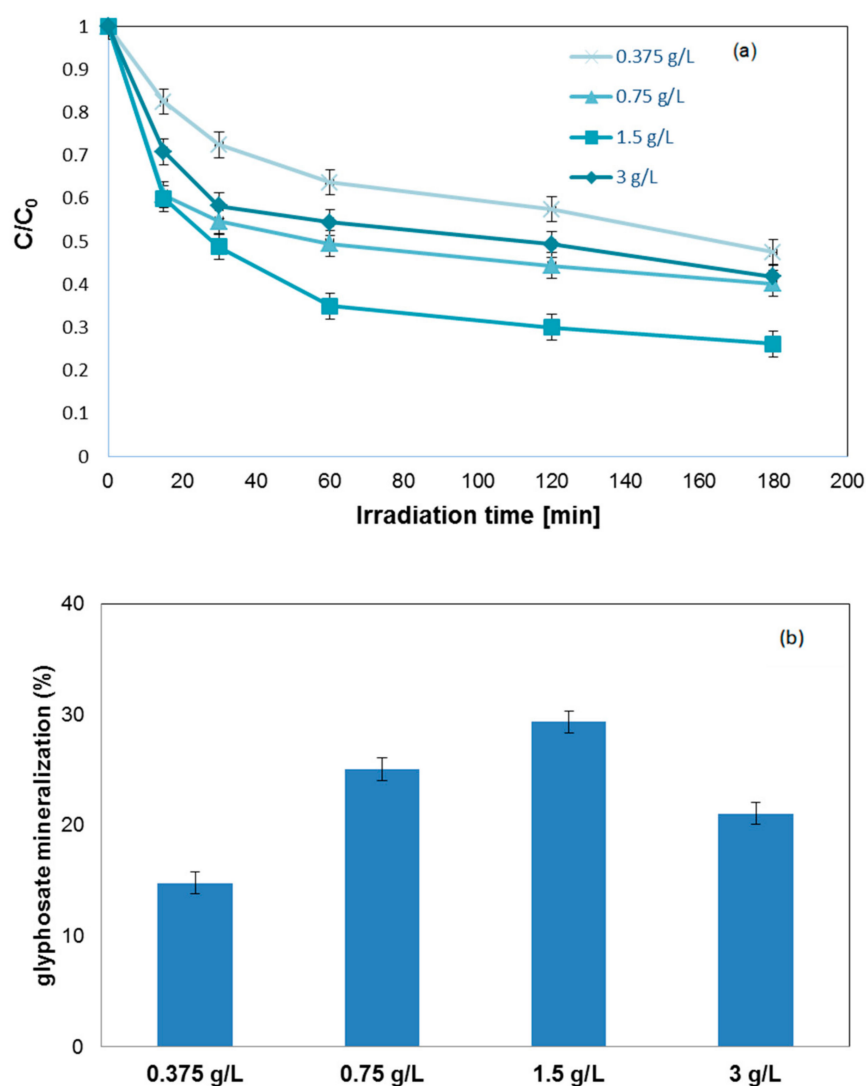 1
0.9
0.8
0.7
0.6
0.5
0.4
0.3
0.2
0.1
0
C/C0
0.375 g/L
0.75 g/L
1.5 g/L
3 g/L
(a)
0 20 40 60 80 100 120 140 160 180 200
Irradiation time [min]
40
30
20
10
0
glyphosate mineralization (%)
(b)
0.375 g/L 0.75 g/L 1.5 g/L 3 g/L